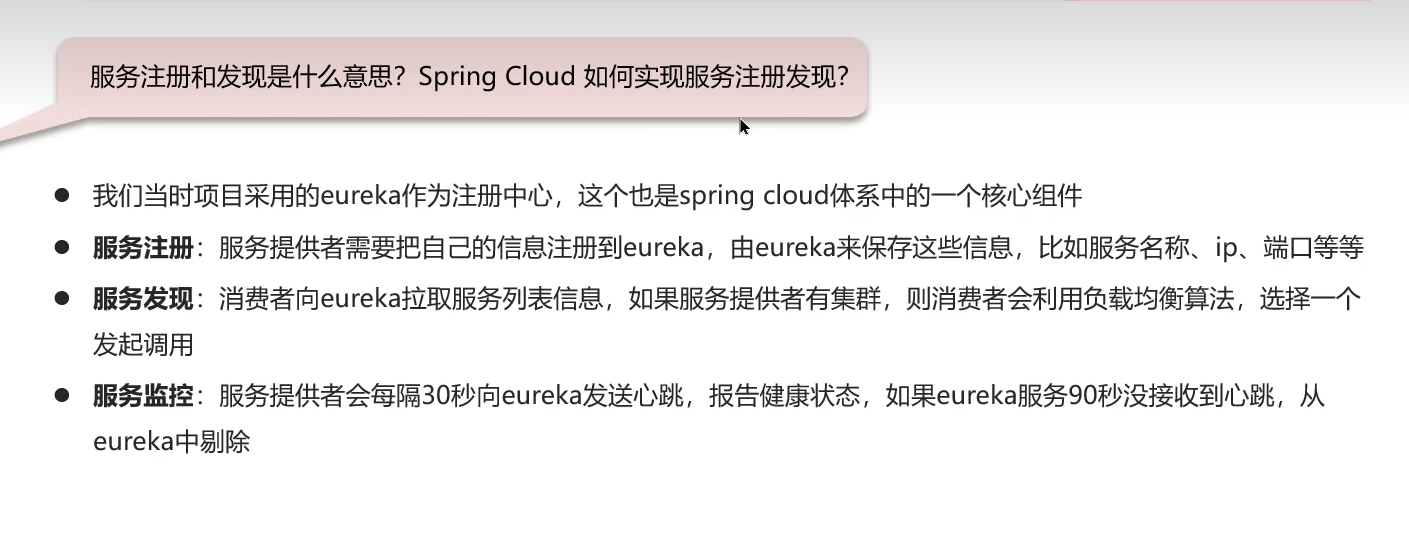 服务注册和发现是什么意思？Spring Cloud 如何实现服务注册发现？
● 我们当时项目采用的eureka作为注册中心，这个也是spring cloud体系中的一个核心组件
● 服务注册：服务提供者需要把自己的信息注册到eureka，由eureka来保存这些信息，比如服务名称、ip、端口等等
● 服务发现：消费者向eureka拉取服务列表信息，如果服务提供者有集群，则消费者会利用负载均衡算法，选择一个
发起调用
● 服务监控：服务提供者会每隔30秒向eureka发送心跳，报告健康状态，如果eureka服务90秒没接收到心跳，从
eureka中剔除